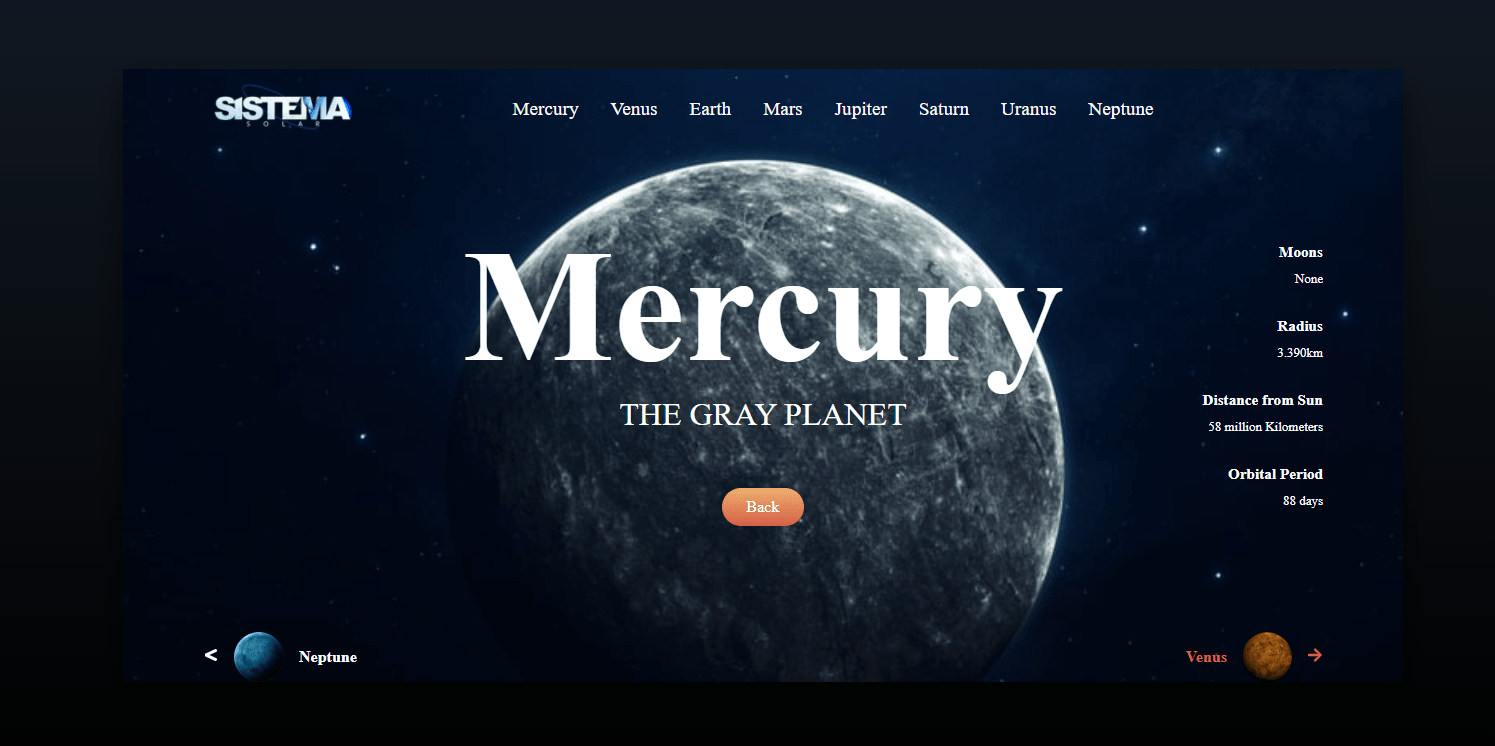 SISTEMA
SOLAR
Mercury Venus Earth Mars Jupiter Saturn Uranus Neptune
Mercury
THE GRAY PLANET
Back
Moons
None
Radius
3.390km
Distance from Sun
58 million Kilometers
Orbital Period
88 days
< Neptune
Venus →